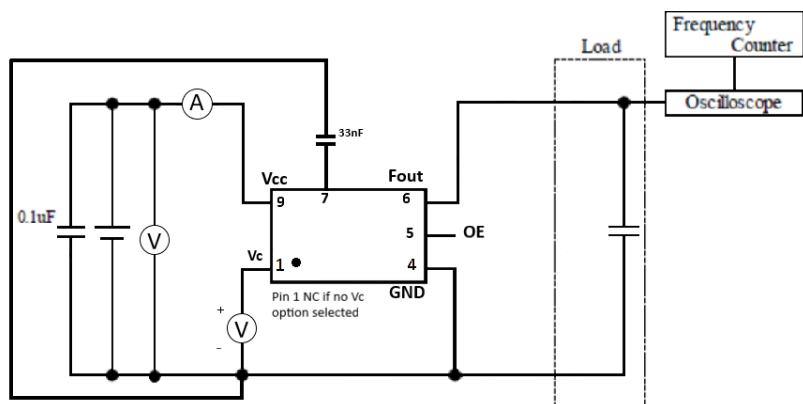 Frequency
Counter
Load
Oscilloscope
A
33nF
Vcc
Fout
9
7
6
0.1uF
V
5
OE
Vc
1
4
GND
Pin 1 NC if no Vc
option selected
+
V
-